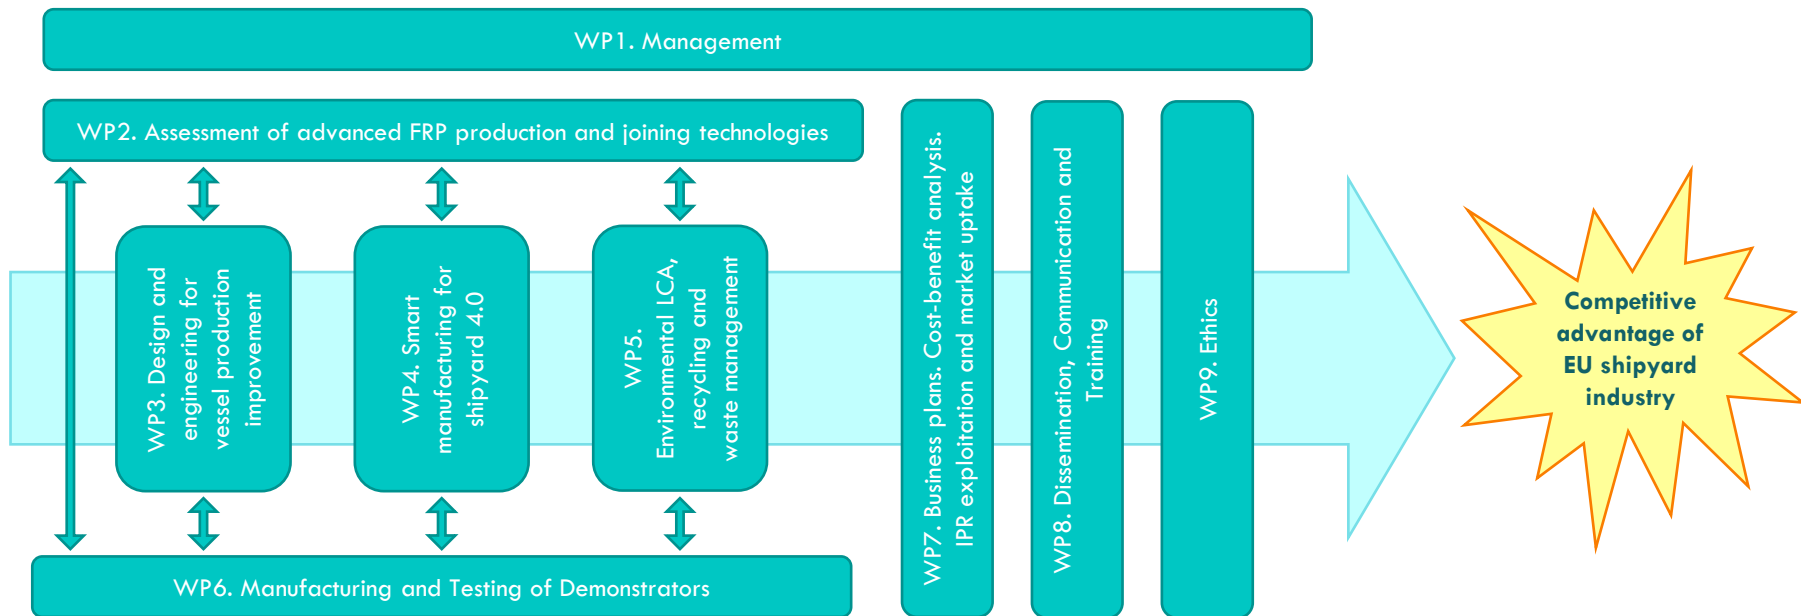 WP1. Management
WP2. Assessment of advanced FRP production and joining technologies
WP3. Design and
engineering for
vessel production
improvement
WP4. Smart
manufacturing for
shipyard 4.0
WP5.
Environmental LCA,
recycling and
waste management
WP7. Business plans. Cost-benefit analysis.
IPR exploitation and market uptake
WP8. Dissemination, Communication and
Training
WP9. Ethics
Competitive
advantage of
EU shipyard
industry
WP6. Manufacturing and Testing of Demonstrators